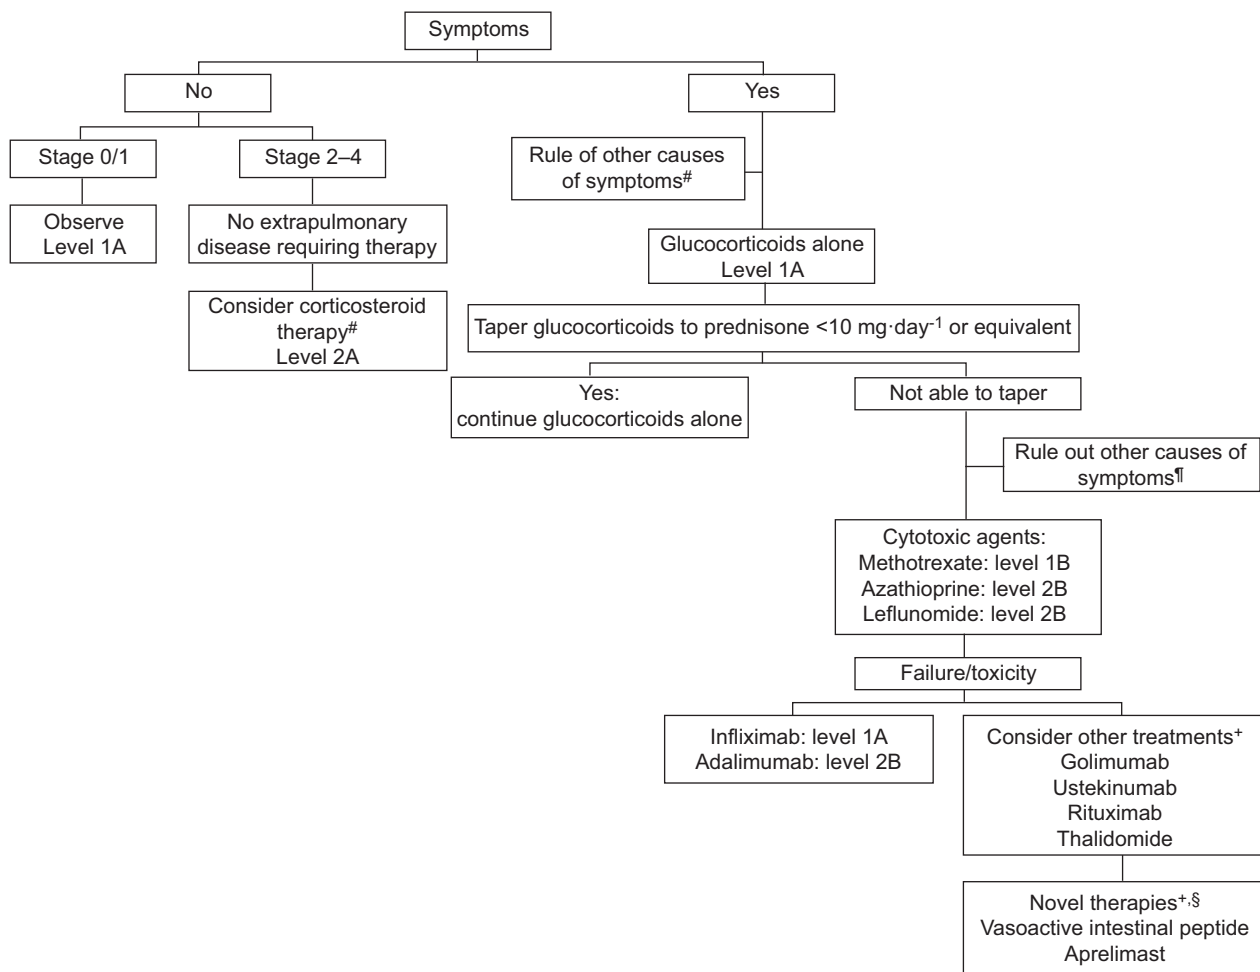 Symptoms
No
Yes
Stage 0/1
Stage 2–4
Rule of other causes
of symptoms#
Observe
Level 1A
No extrapulmonary
disease requiring therapy
Glucocorticoids alone
Level 1A
Consider corticosteroid
therapy#
Level 2A
Taper glucocorticoids to prednisone <10 mg·day-1 or equivalent
Yes:
continue glucocorticoids alone
Not able to taper
Rule out other causes of
symptoms¶
Cytotoxic agents:
Methotrexate: level 1B
Azathioprine: level 2B
Leflunomide: level 2B
Failure/toxicity
Infliximab: level 1A
Adalimumab: level 2B
Consider other treatments+
Golimumab
Ustekinumab
Rituximab
Thalidomide
Novel therapies+,§
Vasoactive intestinal peptide
Aprelimast